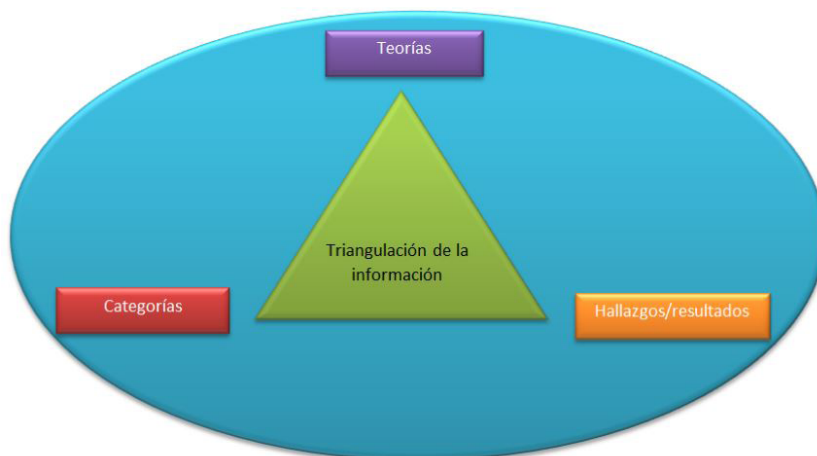 Teorías
Triangulación de la
información
Categorías
Hallazgos/resultados